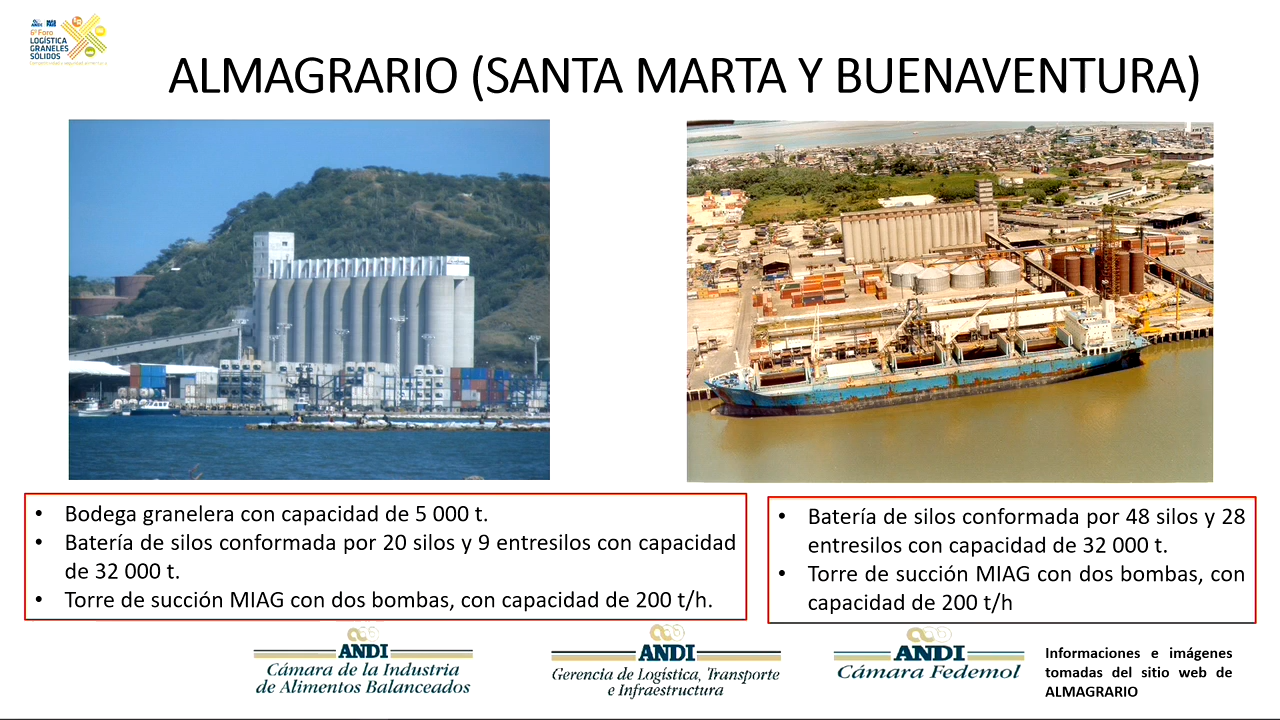 ANDI
6º Foro
LOGÍSTICA
GRANELES
SÓLIDOS
ALMAGRARIO (SANTA MARTA Y BUENAVENTURA)
• Bodega granelera con capacidad de 5 000 t.
• Batería de silos conformada por 20 silos y 9 entresilos con capacidad
de 32 000 t.
• Torre de succión MIAG con dos bombas, con capacidad de 200 t/h.
• Batería de silos conformada por 48 silos y 28
entresilos con capacidad de 32 000 t.
• Torre de succión MIAG con dos bombas, con
capacidad de 200 t/h
ANDI
Cámara de la Industria
de Alimentos Balanceados
ANDI
Gerencia de Logística, Transporte
e Infraestructura
ANDI
Cámara Fedemol
Informaciones e imágenes
tomadas del sitio web de
ALMAGRARIO